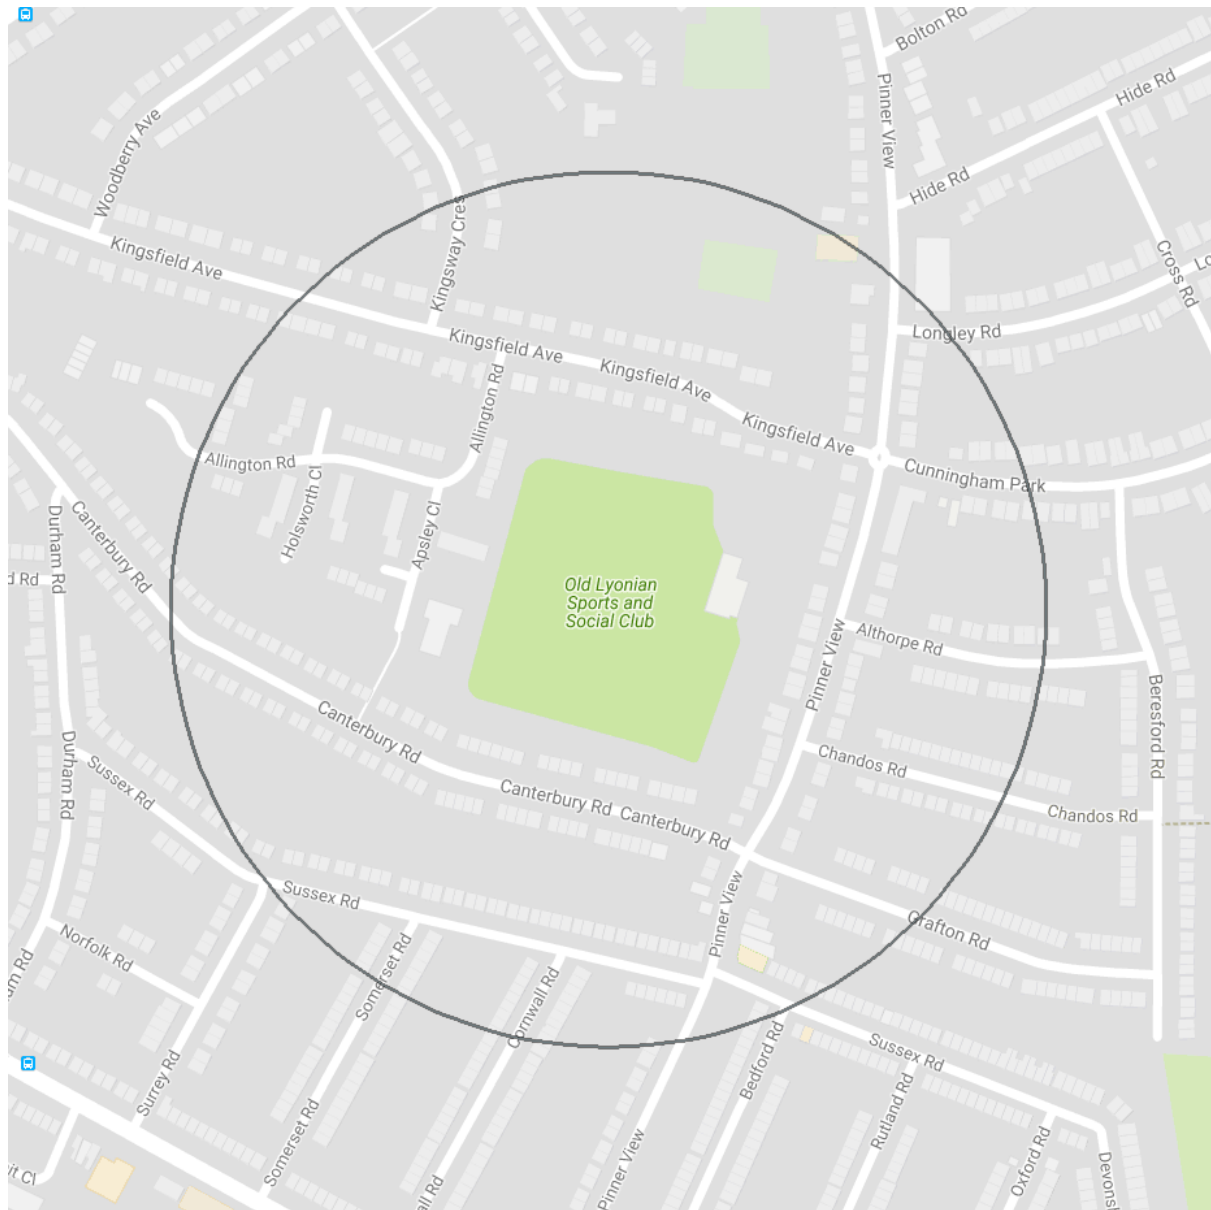 Bolton Rd
Pinner View
Hide Rd
Woodberry Ave
Hide Rd
Kingsway Cres
Kingsfield Ave
Cross Rd
Longley Rd
Kingsfield Ave
Kingsfield Ave
Allington Rd
Kingsfield Ave
Allington Rd
Cunningham Park
Holsworth Cl
Apsley Cl
Canterbury Rd
Durham Rd
d Rd
Old Lyonian
Sports and
Social Club
Althorpe Rd
Pinner View
Beresford Rd
Canterbury Rd
Durham Rd
Chandos Rd
Sussex Rd
Canterbury Rd
Canterbury Rd
Chandos Rd
Sussex Rd
Pinner View
Grafton Rd
Norfolk Rd
Somerset Rd
Cornwall Rd
Sussex Rd
Bedford Rd
Surrey Rd
Rutland Rd
Somerset Rd
Pinner View
Oxford Rd